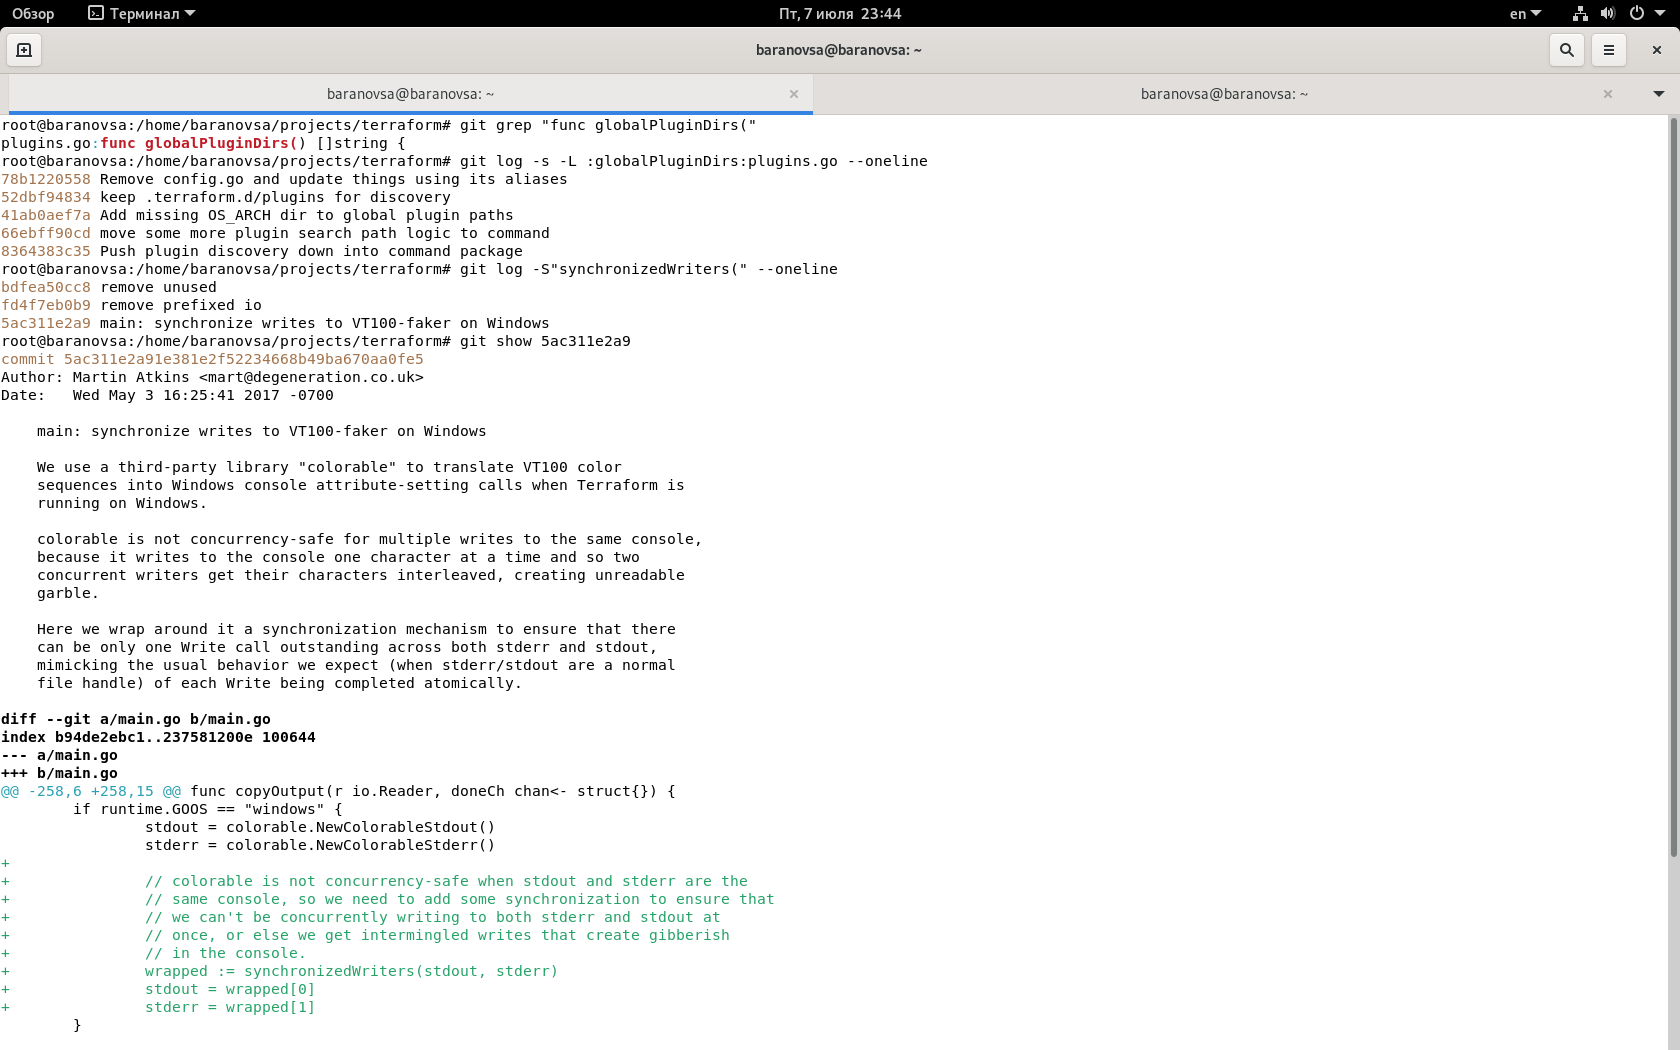 Обзор Терминал Пт, 7 июля 23:44 en
baranovsa@baranovsa: ~
baranovsa@baranovsa: ~ baranovsa@baranovsa: ~
root@baranovsa:/home/baranovsa/projects/terraform# git grep "func globalPluginDirs("
plugins.go:func globalPluginDirs() []string {
root@baranovsa:/home/baranovsa/projects/terraform# git log -s -L :globalPluginDirs:plugins.go --oneline
78b1220558 Remove config.go and update things using its aliases
52dbf94834 keep .terraform.d/plugins for discovery
41ab0aef7a Add missing OS_ARCH dir to global plugin paths
66ebff90cd move some more plugin search path logic to command
8364383c35 Push plugin discovery down into command package
root@baranovsa:/home/baranovsa/projects/terraform# git log -S"synchronizedWriters(" --oneline
bdfea50cc8 remove unused
fd4f7eb0b9 remove prefixed io
5ac311e2a9 main: synchronize writes to VT100-faker on Windows
root@baranovsa:/home/baranovsa/projects/terraform# git show 5ac311e2a9
commit 5ac311e2a91e381e2f52234668b49ba670aa0fe5
Author: Martin Atkins <mart@degeneration.co.uk>
Date:   Wed May 3 16:25:41 2017 -0700
    main: synchronize writes to VT100-faker on Windows
    We use a third-party library "colorable" to translate VT100 color
    sequences into Windows console attribute-setting calls when Terraform is
    running on Windows.
    colorable is not concurrency-safe for multiple writes to the same console,
    because it writes to the console one character at a time and so two
    concurrent writers get their characters interleaved, creating unreadable
    garble.
    Here we wrap around it a synchronization mechanism to ensure that there
    can be only one Write call outstanding across both stderr and stdout,
    mimicking the usual behavior we expect (when stderr/stdout are a normal
    file handle) of each Write being completed atomically.
diff --git a/main.go b/main.go
index b94de2ebc1..237581200e 100644
--- a/main.go
+++ b/main.go
@@ -258,6 +258,15 @@ func copyOutput(r io.Reader, doneCh chan<- struct{}) {
        if runtime.GOOS == "windows" {
                stdout = colorable.NewColorableStdout()
                stderr = colorable.NewColorableStderr()
+
+               // colorable is not concurrency-safe when stdout and stderr are the
+               // same console, so we need to add some synchronization to ensure that
+               // we can't be concurrently writing to both stderr and stdout at
+               // once, or else we get intermingled writes that create gibberish
+               // in the console.
+               wrapped := synchronizedWriters(stdout, stderr)
+               stdout = wrapped[0]
+               stderr = wrapped[1]
        }